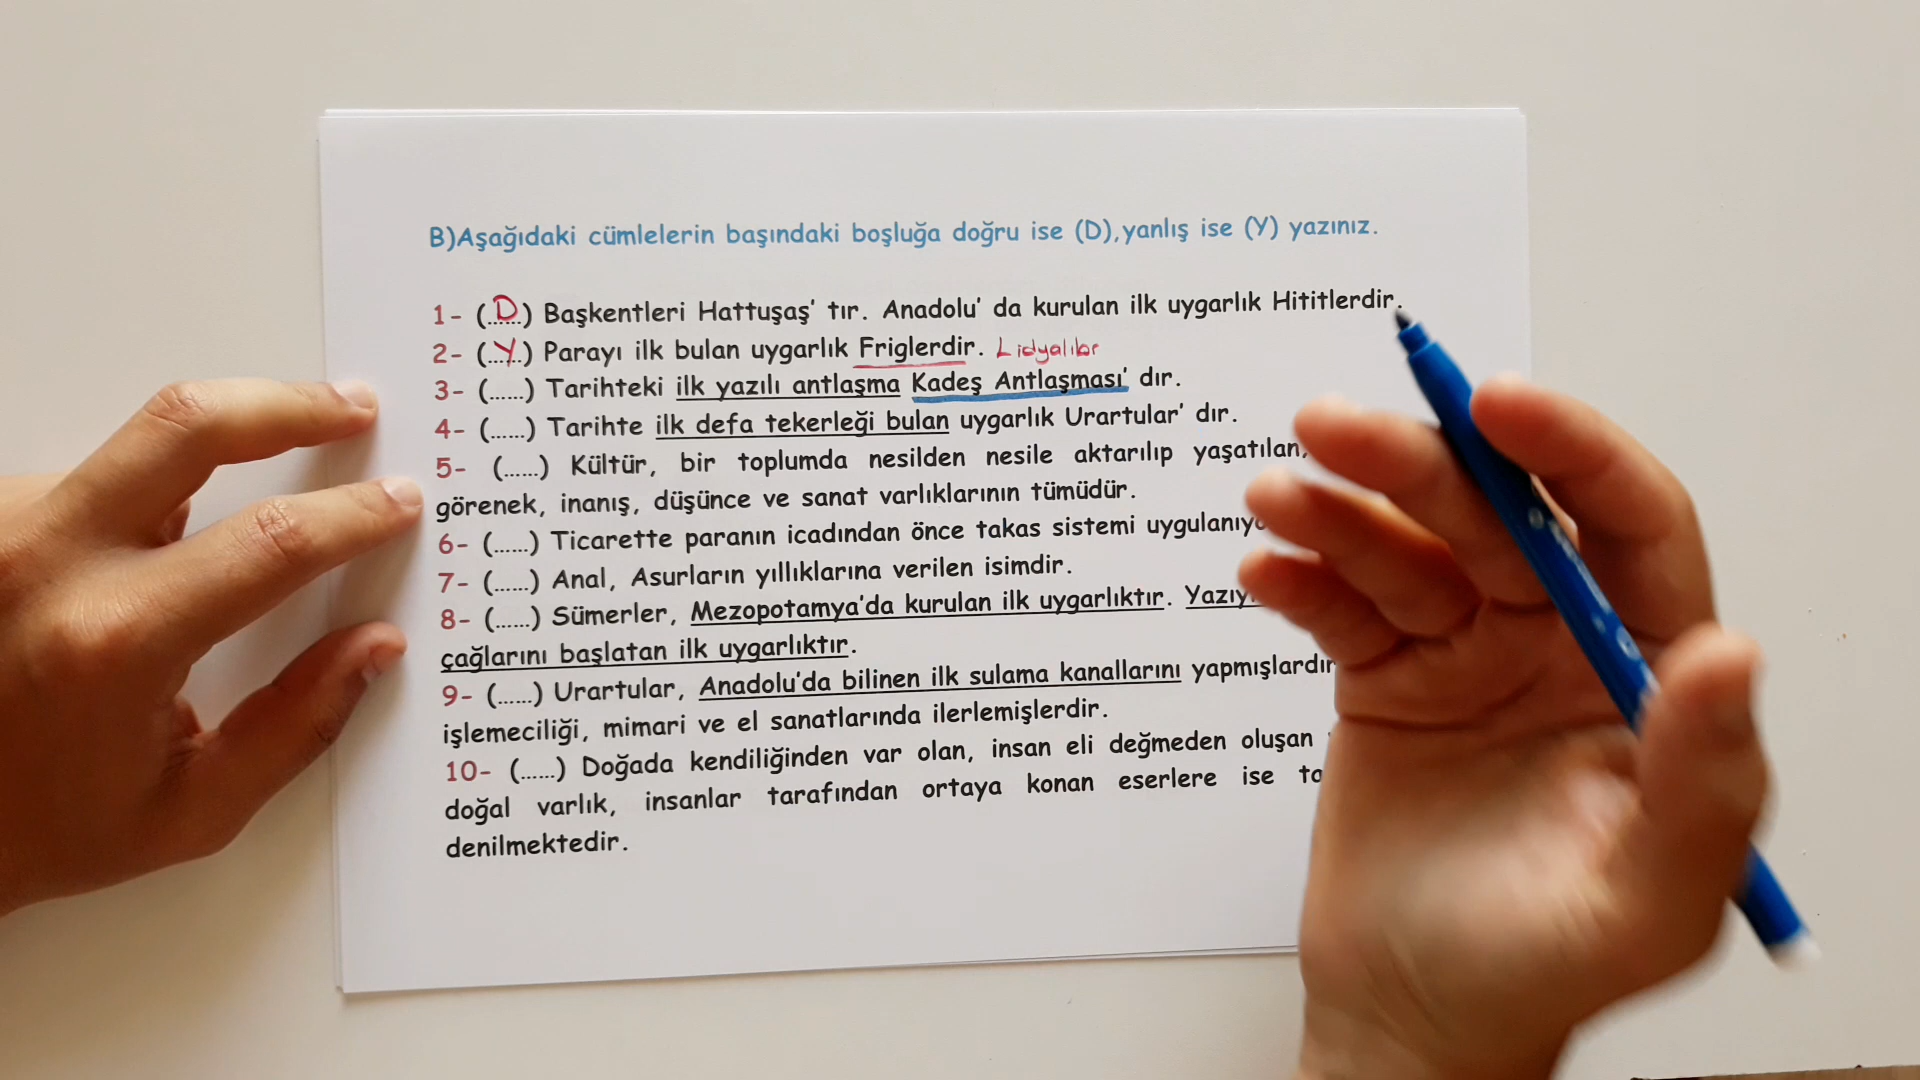 B)Aşağıdaki cümlelerin başındaki boşluğa doğru ise (D),yanlış ise (Y) yazınız.
1- (..D..) Başkentleri Hattuşaş' tır. Anadolu' da kurulan ilk uygarlık Hititlerdir.
2- (..Y..) Parayı ilk bulan uygarlık Friglerdir. Lidyalılar
3- (......) Tarihteki ilk yazılı antlaşma Kadeş Antlaşması' dır.
4- (......) Tarihte ilk defa tekerleği bulan uygarlık Urartular' dır.
5- (......) Kültür, bir toplumda nesilden nesile aktarılıp yaşatılan,
görenek, inanış, düşünce ve sanat varlıklarının tümüdür.
6- (......) Ticarette paranın icadından önce takas sistemi
7- (......) Anal, Asurların yıllıklarına verilen isimdir.
8- (......) Sümerler, Mezopotamya'da kurulan ilk uygarlıktır.
çağlarını başlatan ilk uygarlıktır.
9- (......) Urartular, Anadolu'da bilinen ilk sulama kanallarını yapmışlardır
işlemeciliği, mimari ve el sanatlarında ilerlemişlerdir.
10- (......) Doğada kendiliğinden var olan, insan eli değmeden oluşan
doğal varlık, insanlar tarafından ortaya konan eserlere ise
denilmektedir.